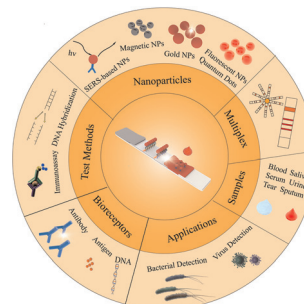 hv
SERS-based NPs
Magnetic NPs
Gold NPs
Fluorescent NPs
Quantum Dots
Nanoparticles
Multiplex
Samples
Blood Saliv
Serum Urine
Tear Sputum
Applications
Virus Detection
Bacterial Detection
Bioreceptors
DNA
Antigen
Antibody
Test Methods
Immunoassay
DNA Hybridization